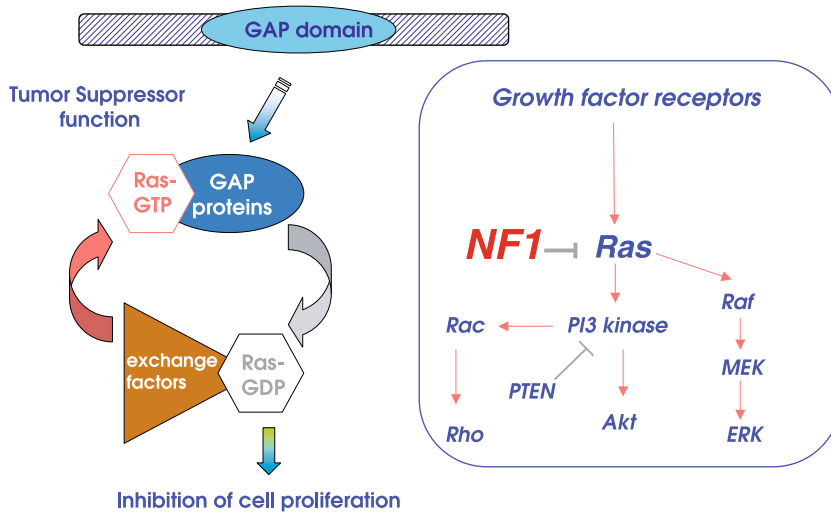 GAP domain
Tumor Suppressor
function
Ras-
GTP
GAP
proteins
exchange
factors
Ras-
GDP
Inhibition of cell proliferation
Growth factor receptors
NF1
Ras
Raf
Rac
PI3 kinase
MEK
PTEN
Rho
Akt
ERK